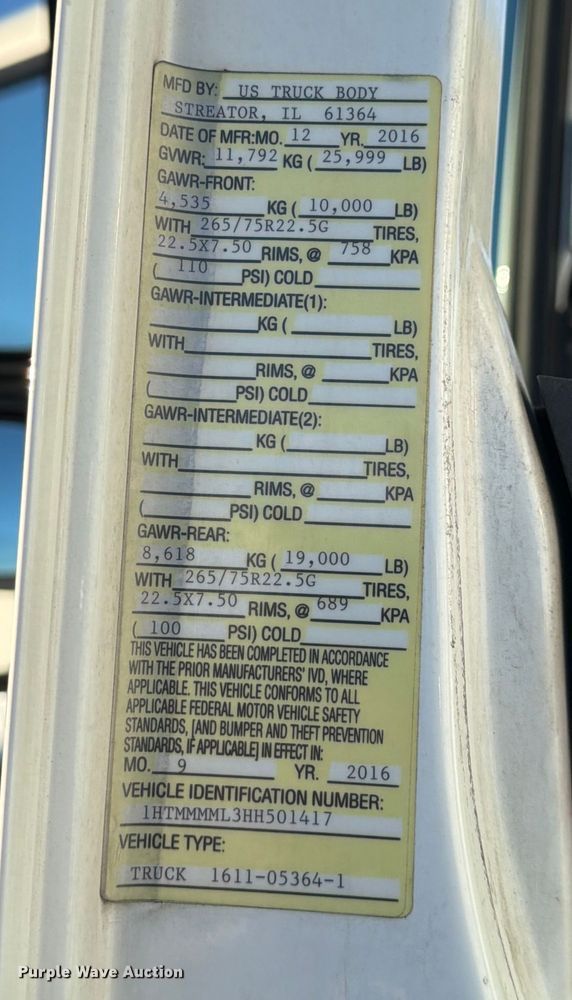 MFD BY: US TRUCK BODY
STREATOR, IL 61364
DATE OF MFR:MO. 12 YR. 2016
GVWR: 11,792 KG ( 25,999 LB)
GAWR-FRONT:
4,535 KG ( 10,000 LB)
WITH 265/75R22.5G TIRES,
22.5X7.50 RIMS, @ 758 KPA
( 110 PSI) COLD
GAWR-INTERMEDIATE(1):
KG ( LB)
WITH TIRES,
RIMS, @ KPA
( PSI) COLD
GAWR-INTERMEDIATE(2):
KG ( LB)
WITH TIRES,
RIMS, @ KPA
( PSI) COLD
GAWR-REAR:
8,618 KG ( 19,000 LB)
WITH 265/75R22.5G TIRES,
22.5X7.50 RIMS, @ 689 KPA
( 100 PSI) COLD
THIS VEHICLE HAS BEEN COMPLETED IN ACCORDANCE
WITH THE PRIOR MANUFACTURERS' IVD, WHERE
APPLICABLE. THIS VEHICLE CONFORMS TO ALL
APPLICABLE FEDERAL MOTOR VEHICLE SAFETY
STANDARDS, [AND BUMPER AND THEFT PREVENTION
STANDARDS, IF APPLICABLE] IN EFFECT IN:
MO. 9 YR. 2016
VEHICLE IDENTIFICATION NUMBER:
1HTMMMML3HH501417
VEHICLE TYPE:
TRUCK 1611-05364-1
Purple Wave Auction